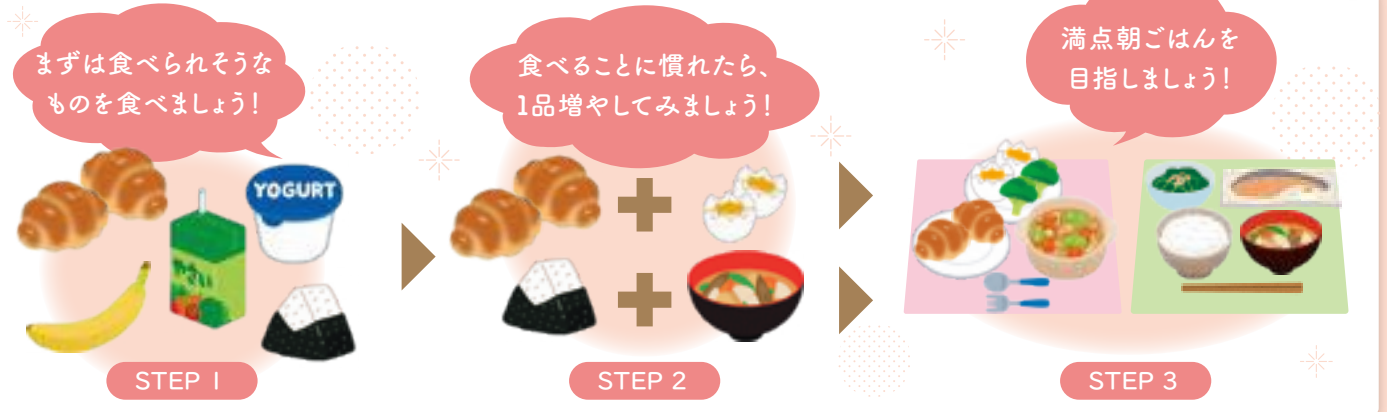 まずは食べられそうな
ものを食べましょう!
食べることに慣れたら、
1品増やしてみましょう!
満点朝ごはんを
目指しましょう!
YOGURT
やさい
STEP 1
STEP 2
STEP 3